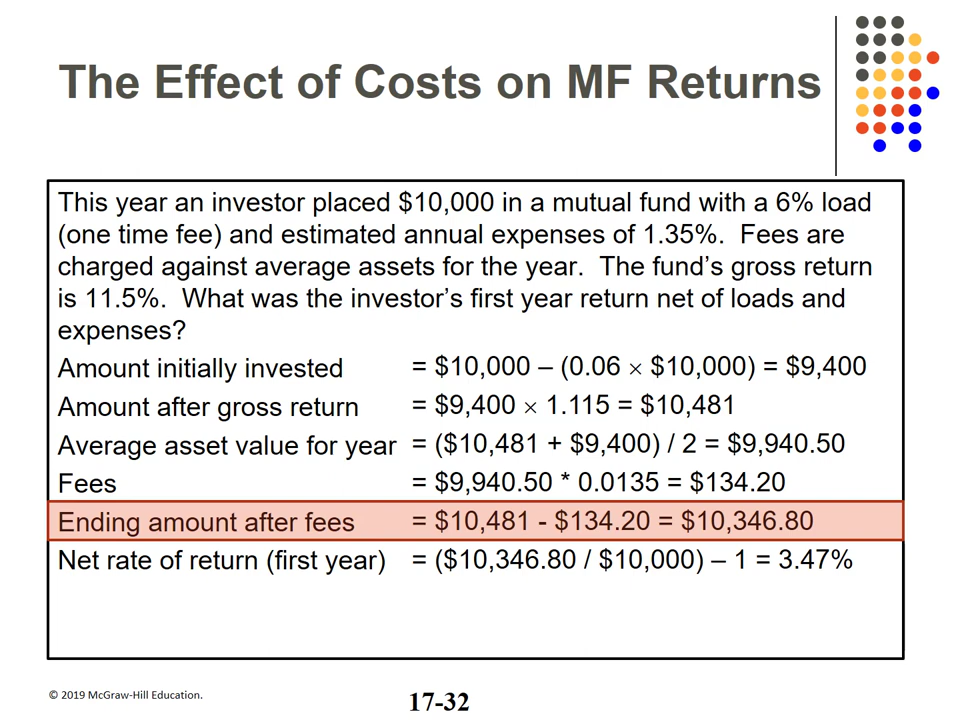 The Effect of Costs on MF Returns
This year an investor placed $10,000 in a mutual fund with a 6% load
(one time fee) and estimated annual expenses of 1.35%.  Fees are
charged against average assets for the year.  The fund’s gross return
is 11.5%.  What was the investor’s first year return net of loads and
expenses?
Amount initially invested = $10,000 – (0.06 × $10,000) = $9,400
Amount after gross return = $9,400 × 1.115 = $10,481
Average asset value for year = ($10,481 + $9,400) / 2 = $9,940.50
Fees = $9,940.50 * 0.0135 = $134.20
Ending amount after fees = $10,481 - $134.20 = $10,346.80
Net rate of return (first year) = ($10,346.80 / $10,000) – 1 = 3.47%
© 2019 McGraw-Hill Education.
17-32